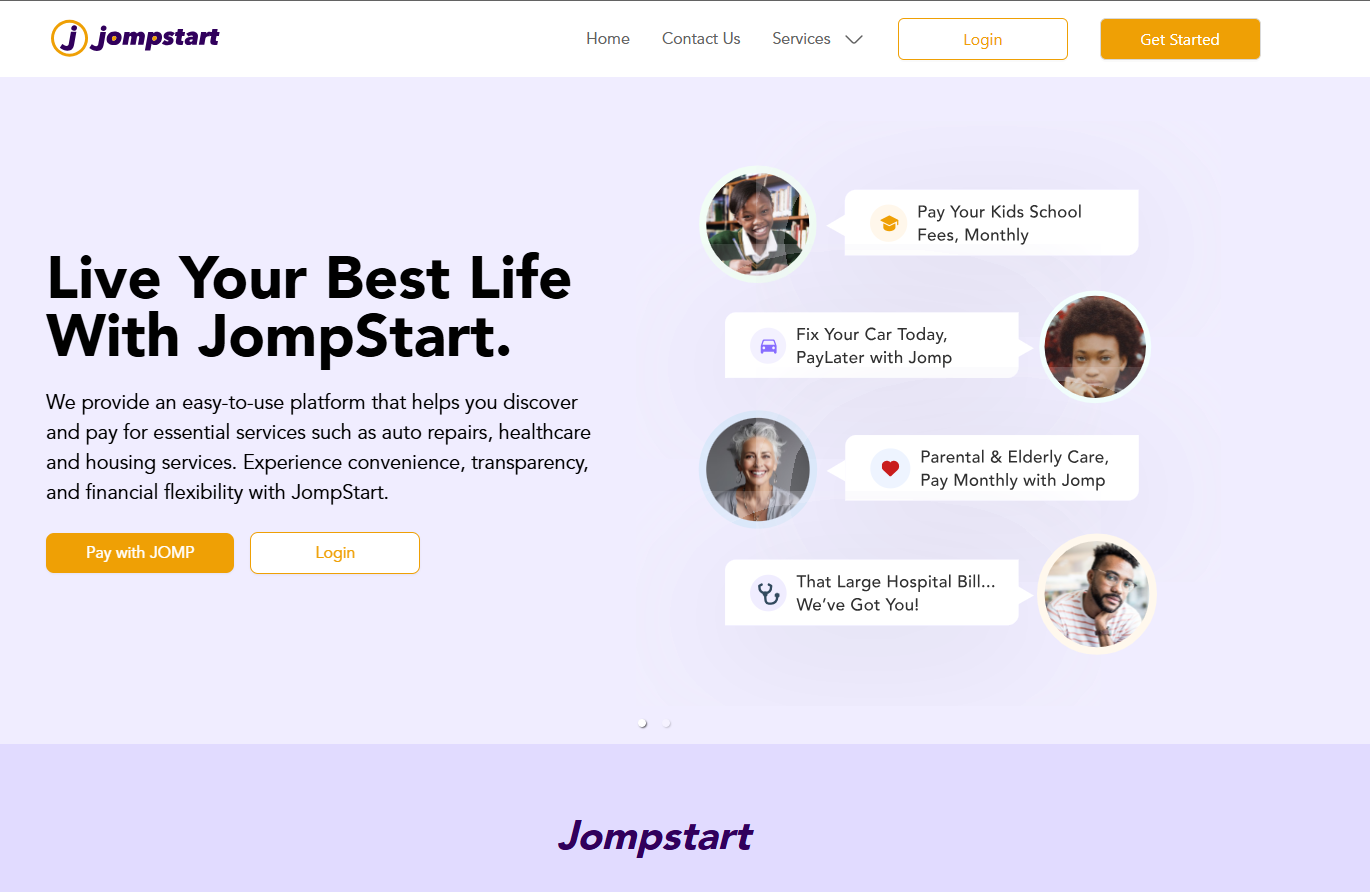 j jompstart
Home
Contact Us
Services
Login
Get Started
Live Your Best Life
With JompStart.
We provide an easy-to-use platform that helps you discover
and pay for essential services such as auto repairs, healthcare
and housing services. Experience convenience, transparency,
and financial flexibility with JompStart.
Pay with JOMP
Login
Pay Your Kids School
Fees, Monthly
Fix Your Car Today,
PayLater with Jomp
Parental & Elderly Care,
Pay Monthly with Jomp
That Large Hospital Bill...
We’ve Got You!
Jompstart